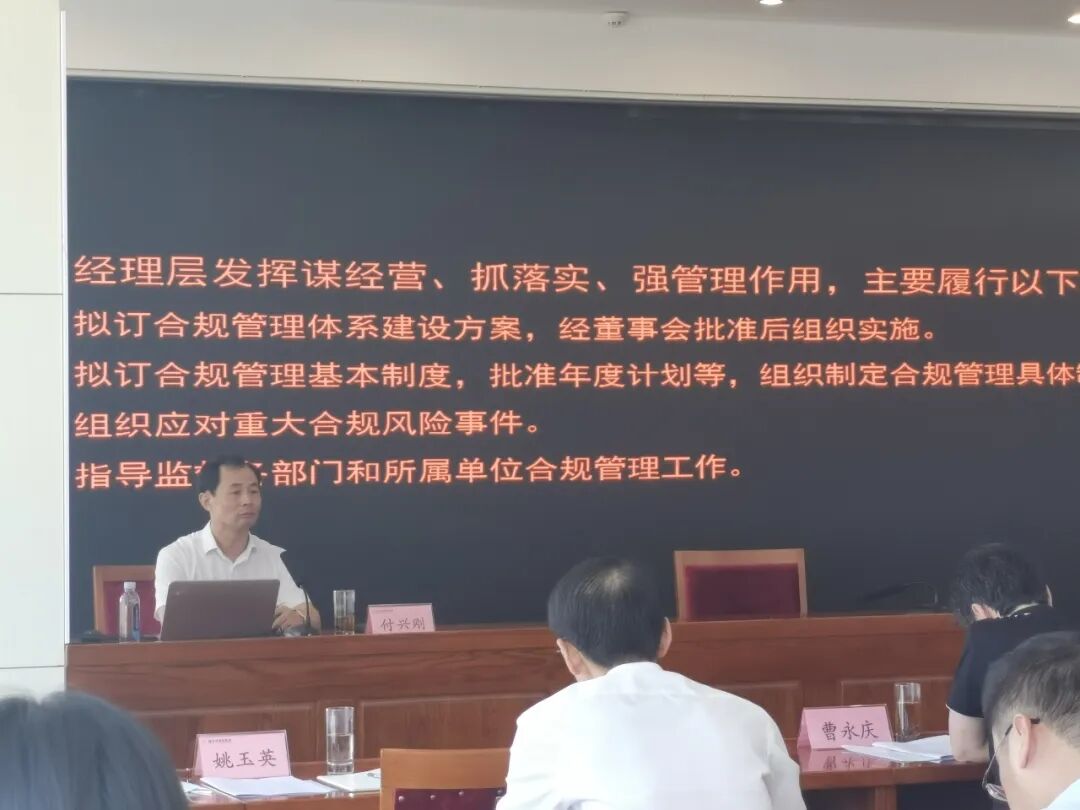 经理层发挥谋经营、抓落实、强管理作用，主要履行以下
拟订合规管理体系建设方案，经董事会批准后组织实施。
拟订合规管理基本制度，批准年度计划等，组织制定合规管理具体
组织应对重大合规风险事件。
指导监 部门和所属单位合规管理工作。
付兴刚
姚玉英
曹永庆